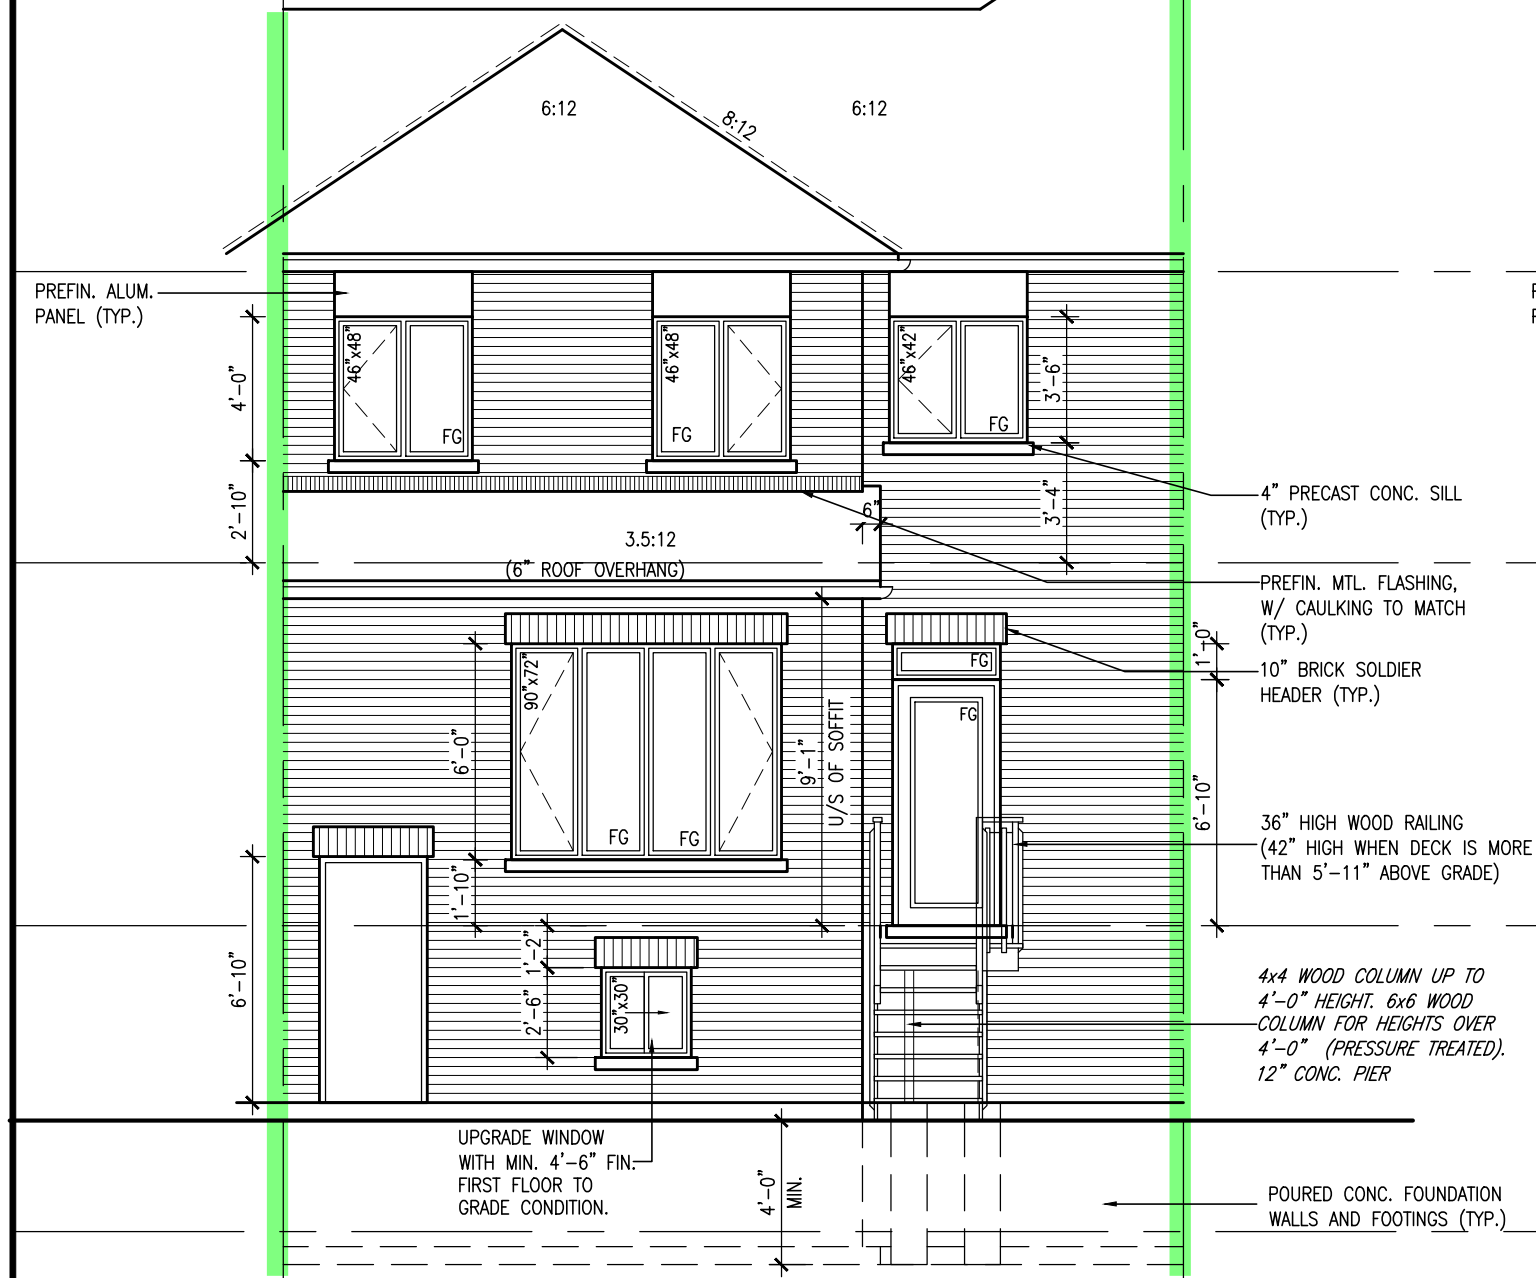 6:12
8:12
6:12
PREFIN. ALUM.
PANEL (TYP.)
46"x48"
FG
46"x48"
FG
46"x42"
FG
4'-0"
2'-10"
3'-6"
3'-4"
4" PRECAST CONC. SILL
(TYP.)
6"
3.5:12
(6" ROOF OVERHANG)
PREFIN. MTL. FLASHING,
W/ CAULKING TO MATCH
(TYP.)
10" BRICK SOLDIER
HEADER (TYP.)
1'-0"
FG
FG
90"x72"
FG
FG
6'-0"
1'-10"
9'-1"
U/S OF SOFFIT
6'-10"
36" HIGH WOOD RAILING
(42" HIGH WHEN DECK IS MORE
THAN 5'-11" ABOVE GRADE)
6'-10"
1'-2"
2'-6"
30"x30"
4x4 WOOD COLUMN UP TO
4'-0" HEIGHT. 6x6 WOOD
COLUMN FOR HEIGHTS OVER
4'-0" (PRESSURE TREATED).
12" CONC. PIER
UPGRADE WINDOW
WITH MIN. 4'-6" FIN.
FIRST FLOOR TO
GRADE CONDITION.
4'-0"
MIN.
POURED CONC. FOUNDATION
WALLS AND FOOTINGS (TYP.)